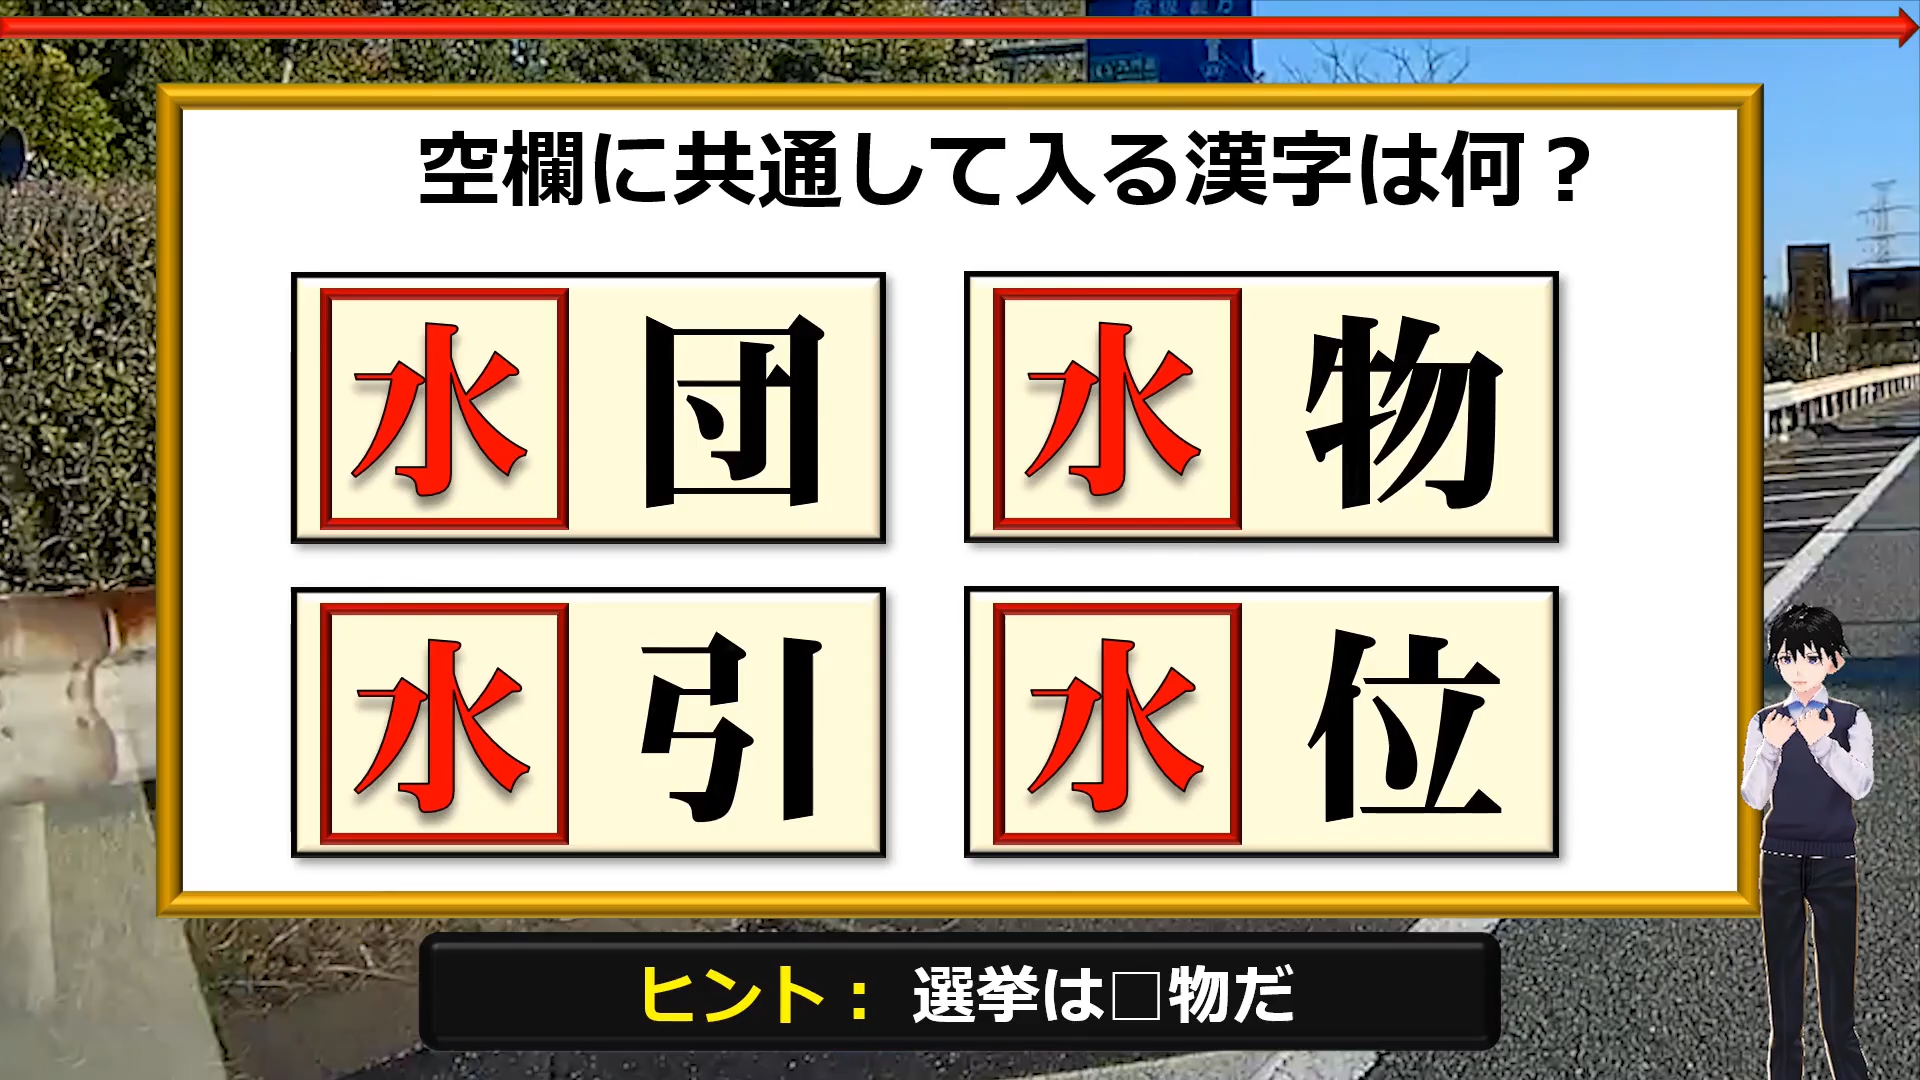 空欄に共通して入る漢字は何？
水団
水物
水引
水位
ヒント： 選挙は□物だ